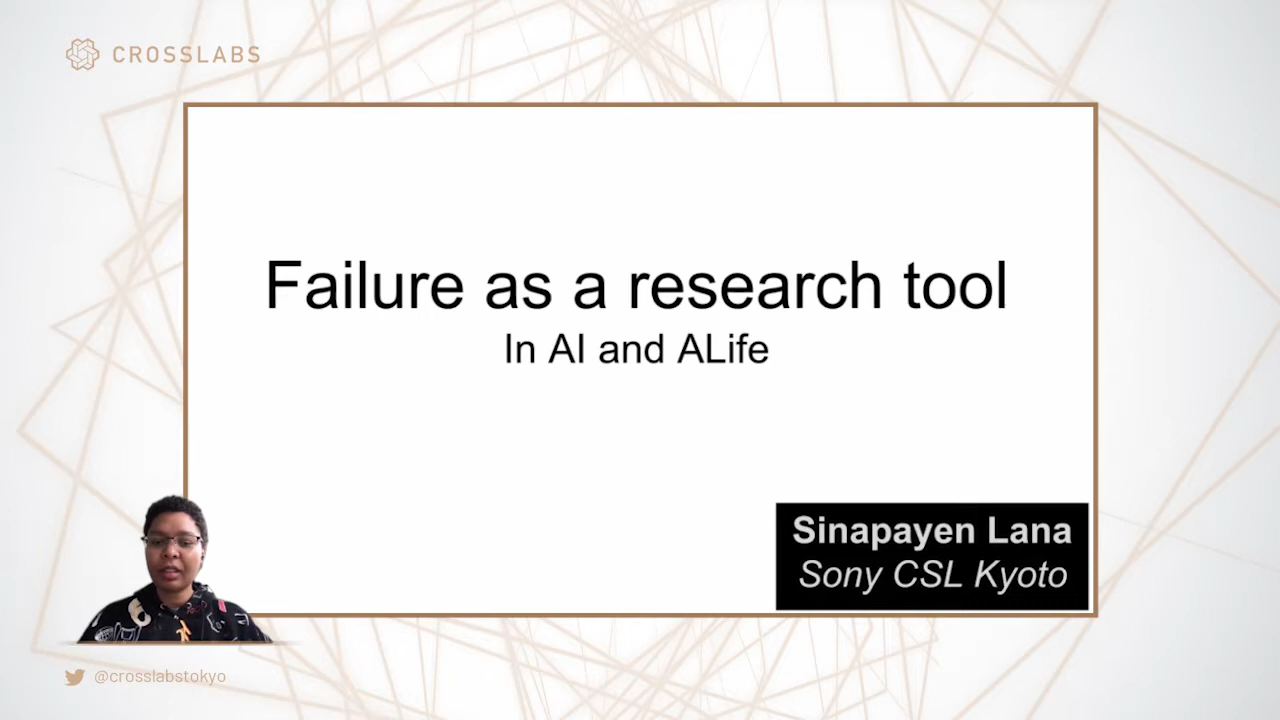 CROSSLABS
Failure as a research tool
In AI and ALife
Sinapayen Lana
Sony CSL Kyoto
@crosslabstokyo